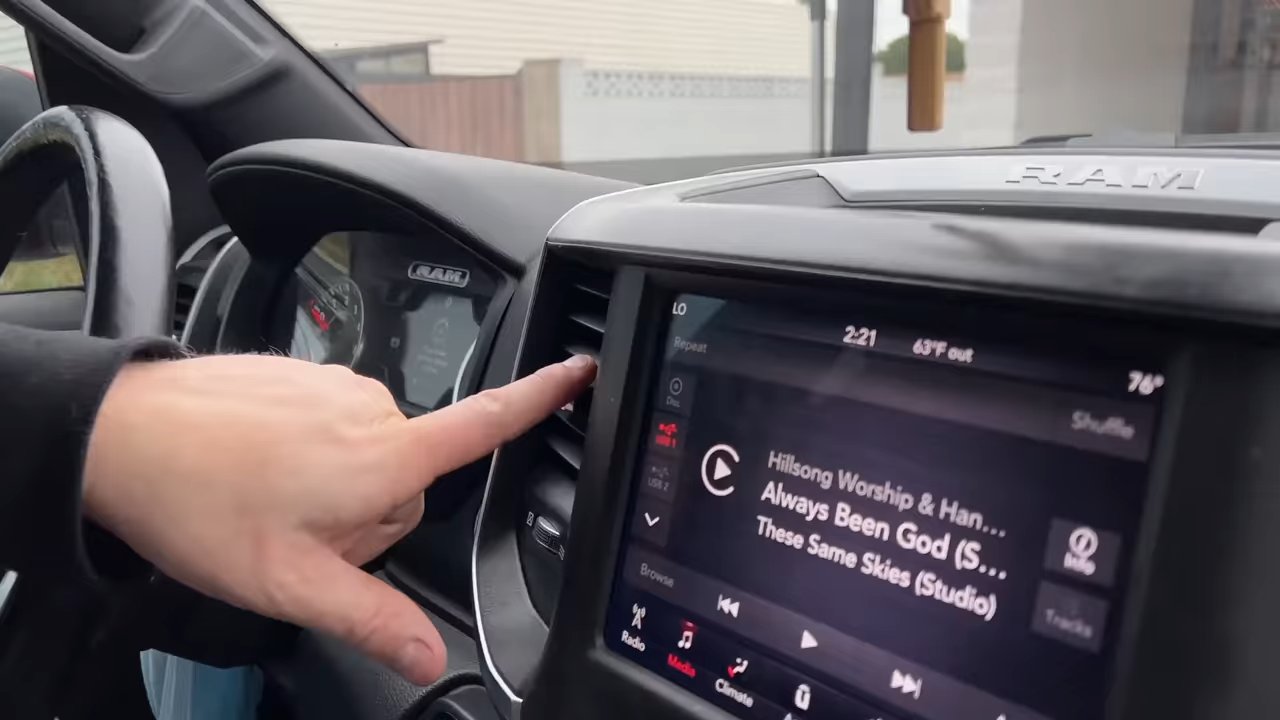 RAM
RAM
LO
2:21
63°F out
76°
Repeat
Shuffle
Disc
USB 1
USB 2
Hillsong Worship & Han...
Always Been God (S...
These Same Skies (Studio)
Info
Tracks
Browse
Radio
Media
Climate